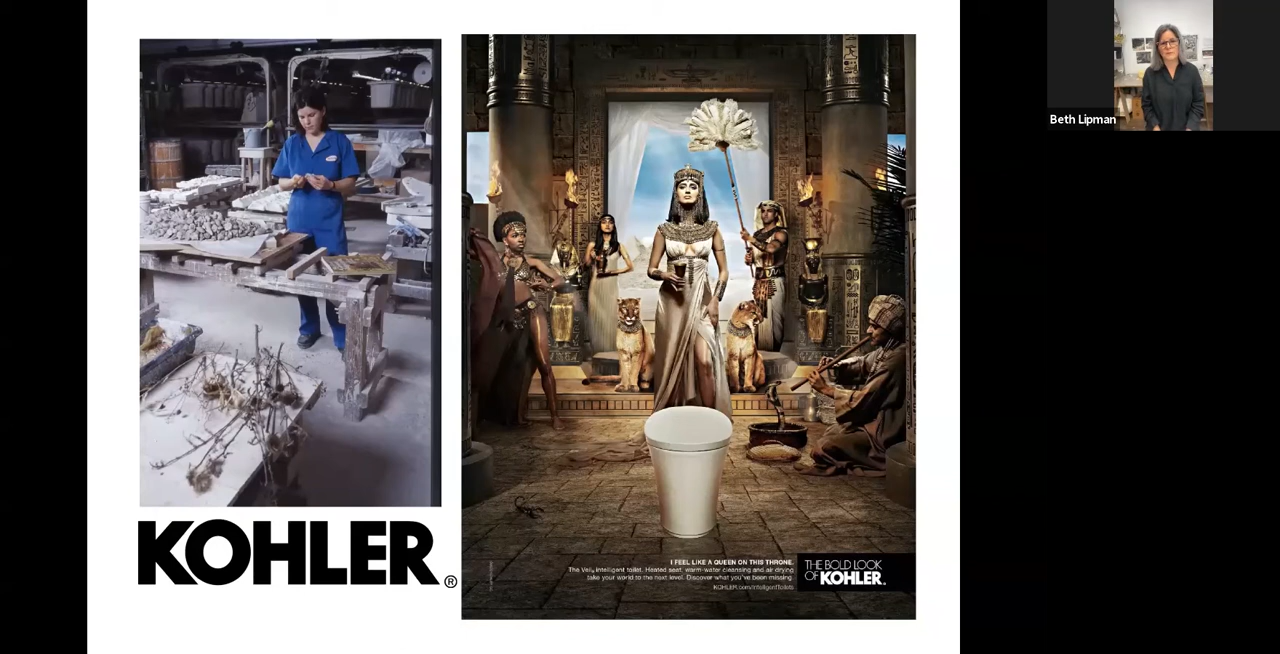 KOHLER®
I FEEL LIKE A QUEEN ON THIS THRONE.
The Veil® Intelligent toilet. Heated seat, warm-water cleansing and air drying
take your world to the next level. Discover what you've been missing.
KOHLER.com/IntelligentToilets
THE BOLD LOOK
OF KOHLER®
Beth Lipman